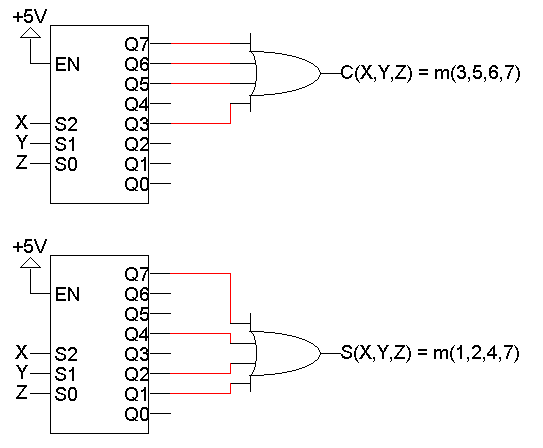 +5V
Q7
EN
Q6
Q5
C(X,Y,Z) = m(3,5,6,7)
Q4
X
S2
Q3
Y
S1
Q2
Z
S0
Q1
Q0
+5V
Q7
EN
Q6
Q5
Q4
X
S2
Q3
S(X,Y,Z) = m(1,2,4,7)
Y
S1
Q2
Z
S0
Q1
Q0